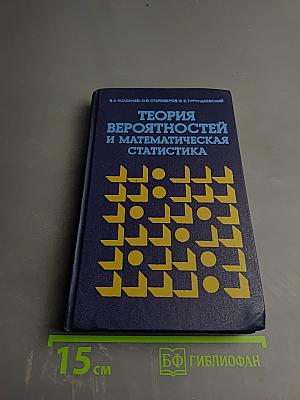 В.А. КОЛЕМАЕВ, О.В. СТАРОВЕРОВ, В.Б. ТУРУНДАЕВСКИЙ
ТЕОРИЯ
ВЕРОЯТНОСТЕЙ
И МАТЕМАТИЧЕСКАЯ
СТАТИСТИКА
15 см
БФ ГИБЛИОФАН